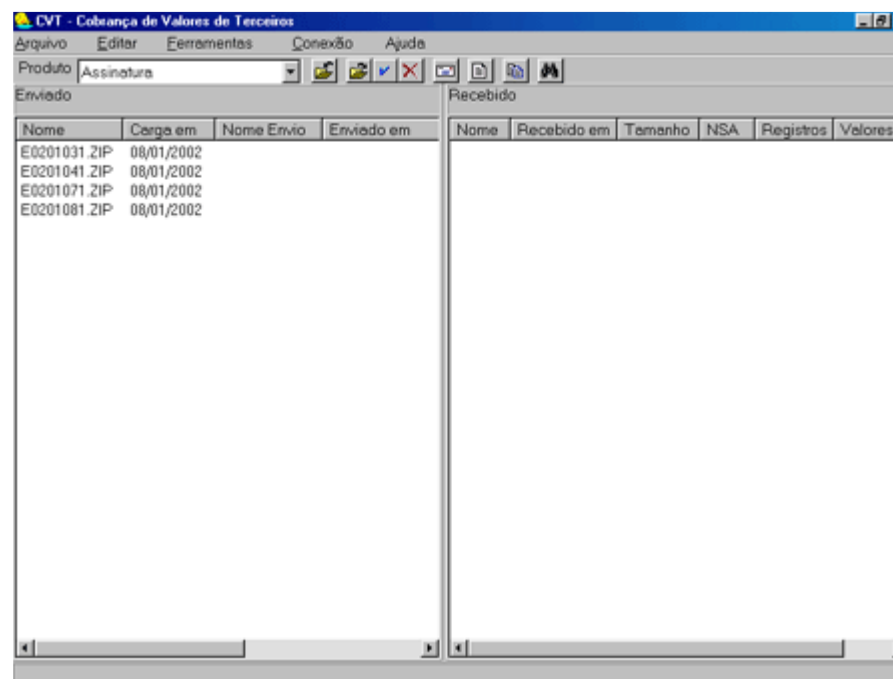 CVT - Cobrança de Valores de Terceiros
Arquivo Editar Ferramentas Conexão Ajuda
Produto Assinatura
Enviado
Nome Carga em Nome Envio Enviado em
E0201031.ZIP 08/01/2002
E0201041.ZIP 08/01/2002
E0201071.ZIP 08/01/2002
E0201081.ZIP 08/01/2002
Recebido
Nome Recebido em Tamanho NSA Registros Valores